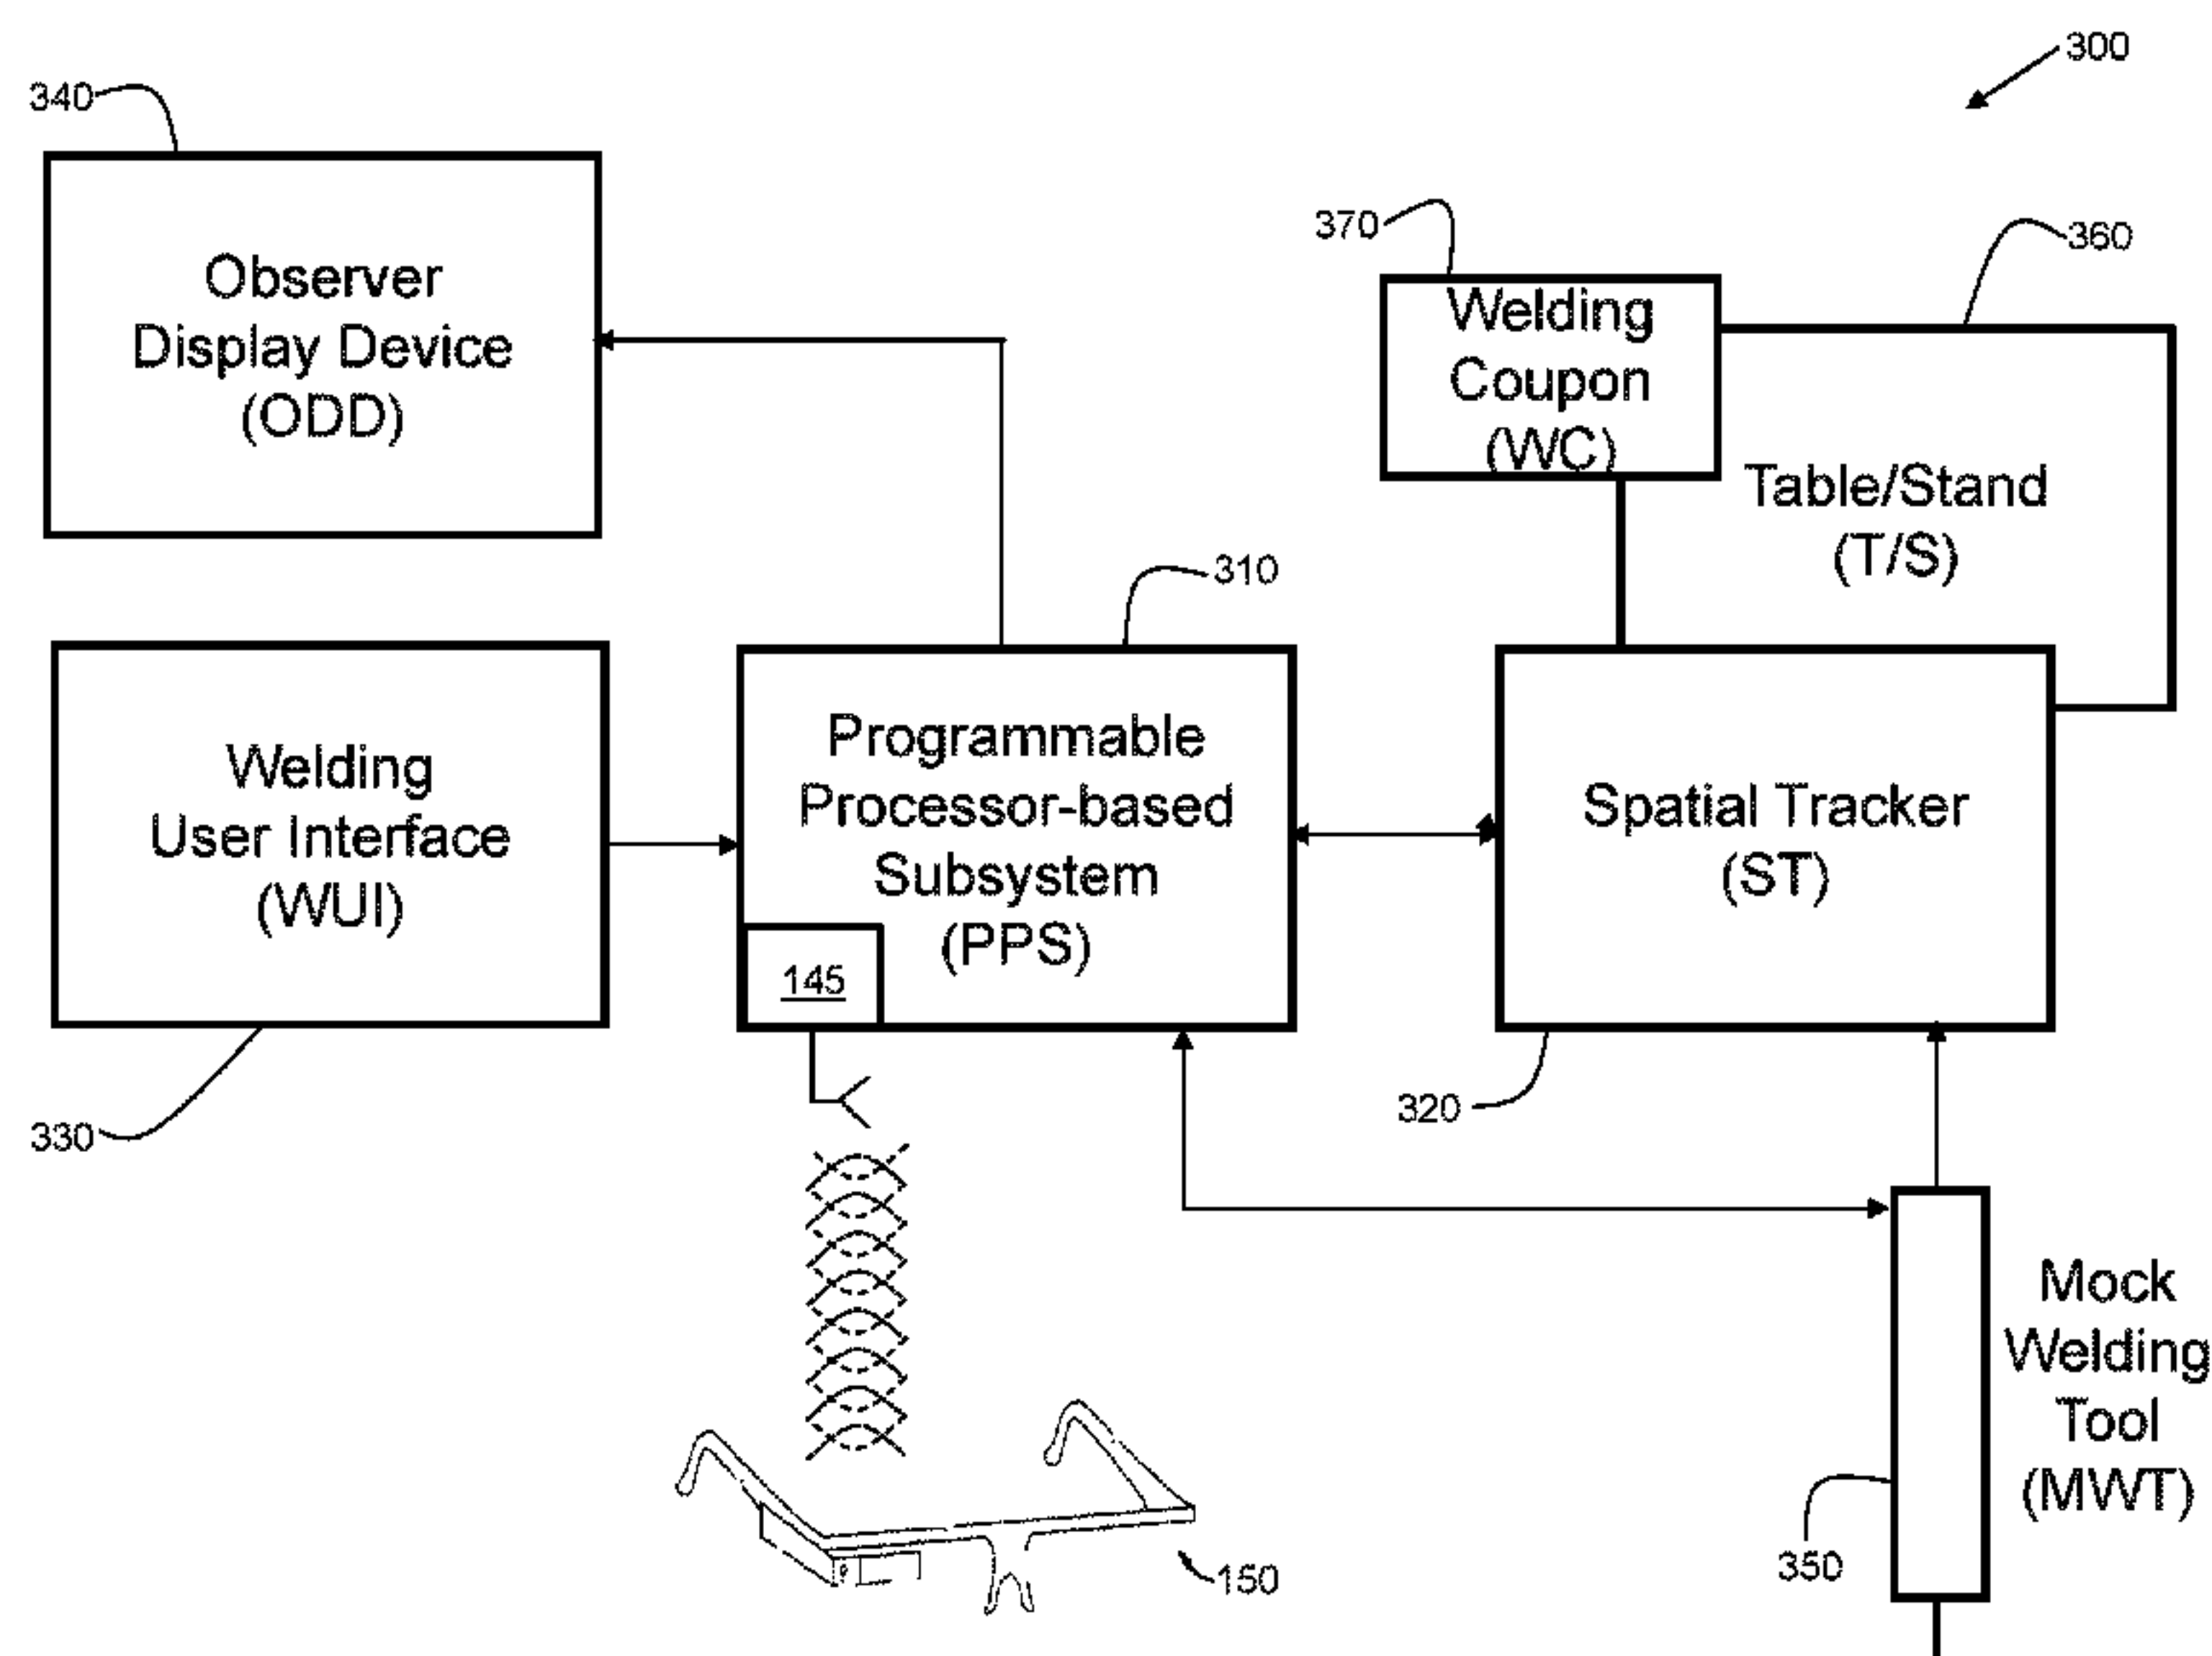 300
340
Observer
Display Device
(ODD)
370
Welding
Coupon
(WC)
360
Table/Stand
(T/S)
310
Welding
User Interface
(WUI)
330
Programmable
Processor-based
Subsystem
(PPS)
145
Spatial Tracker
(ST)
320
Mock
Welding
Tool
(MWT)
350
150